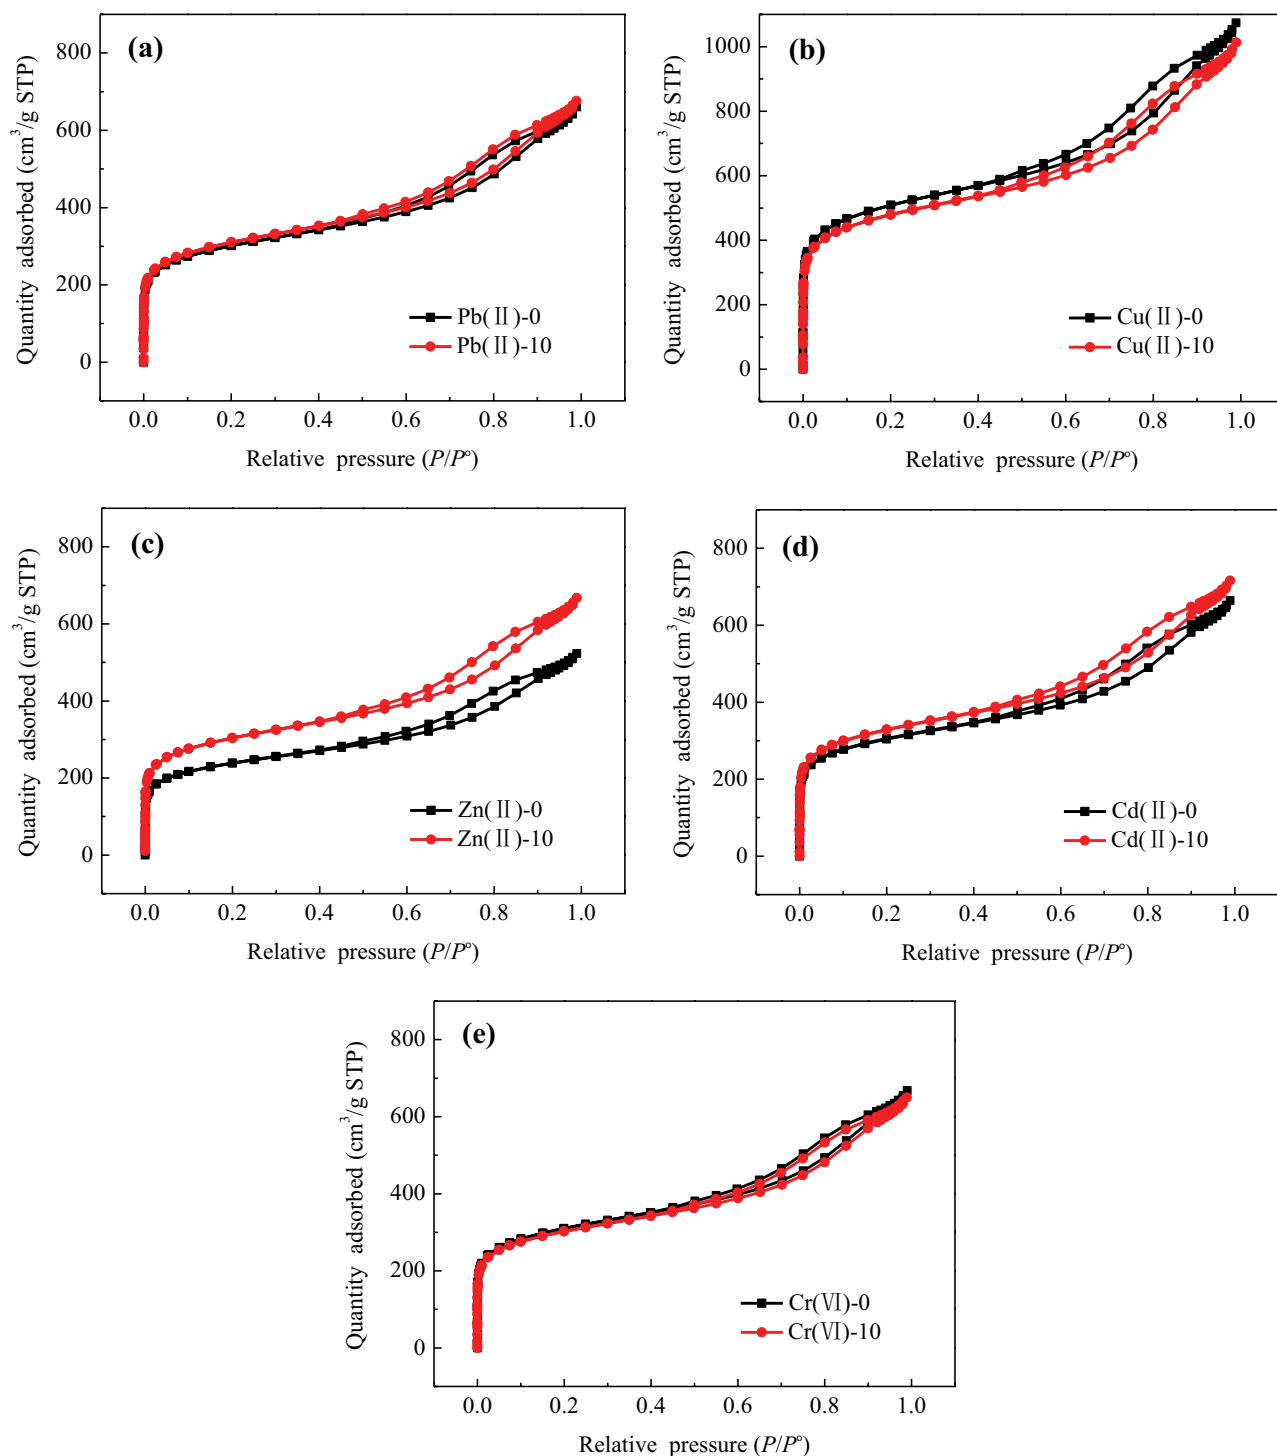 (a)
Quantity adsorbed (cm³/g STP)
800
600
400
200
0
Pb(Ⅱ)-0
Pb(Ⅱ)-10
0.0 0.2 0.4 0.6 0.8 1.0
Relative pressure (P/P°)
(b)
Quantity adsorbed (cm³/g STP)
1000
800
600
400
200
0
Cu(Ⅱ)-0
Cu(Ⅱ)-10
0.0 0.2 0.4 0.6 0.8 1.0
Relative pressure (P/P°)
(c)
Quantity adsorbed (cm³/g STP)
800
600
400
200
0
Zn(Ⅱ)-0
Zn(Ⅱ)-10
0.0 0.2 0.4 0.6 0.8 1.0
Relative pressure (P/P°)
(d)
Quantity adsorbed (cm³/g STP)
800
600
400
200
0
Cd(Ⅱ)-0
Cd(Ⅱ)-10
0.0 0.2 0.4 0.6 0.8 1.0
Relative pressure (P/P°)
(e)
Quantity adsorbed (cm³/g STP)
800
600
400
200
0
Cr(Ⅵ)-0
Cr(Ⅵ)-10
0.0 0.2 0.4 0.6 0.8 1.0
Relative pressure (P/P°)